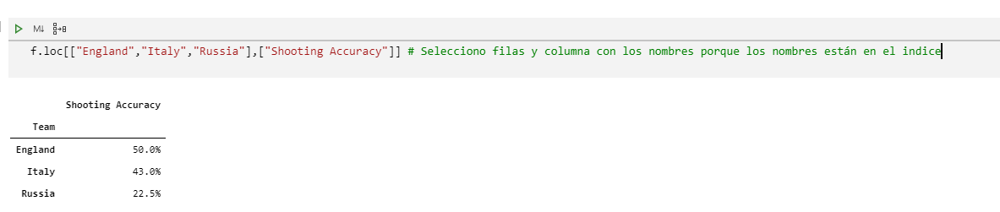 M↓
f.loc[["England","Italy","Russia"],["Shooting Accuracy"]] # Selecciono filas y columna con los nombres porque los nombres están en el indice
Shooting Accuracy
Team
England 50.0%
Italy 43.0%
Russia 22.5%